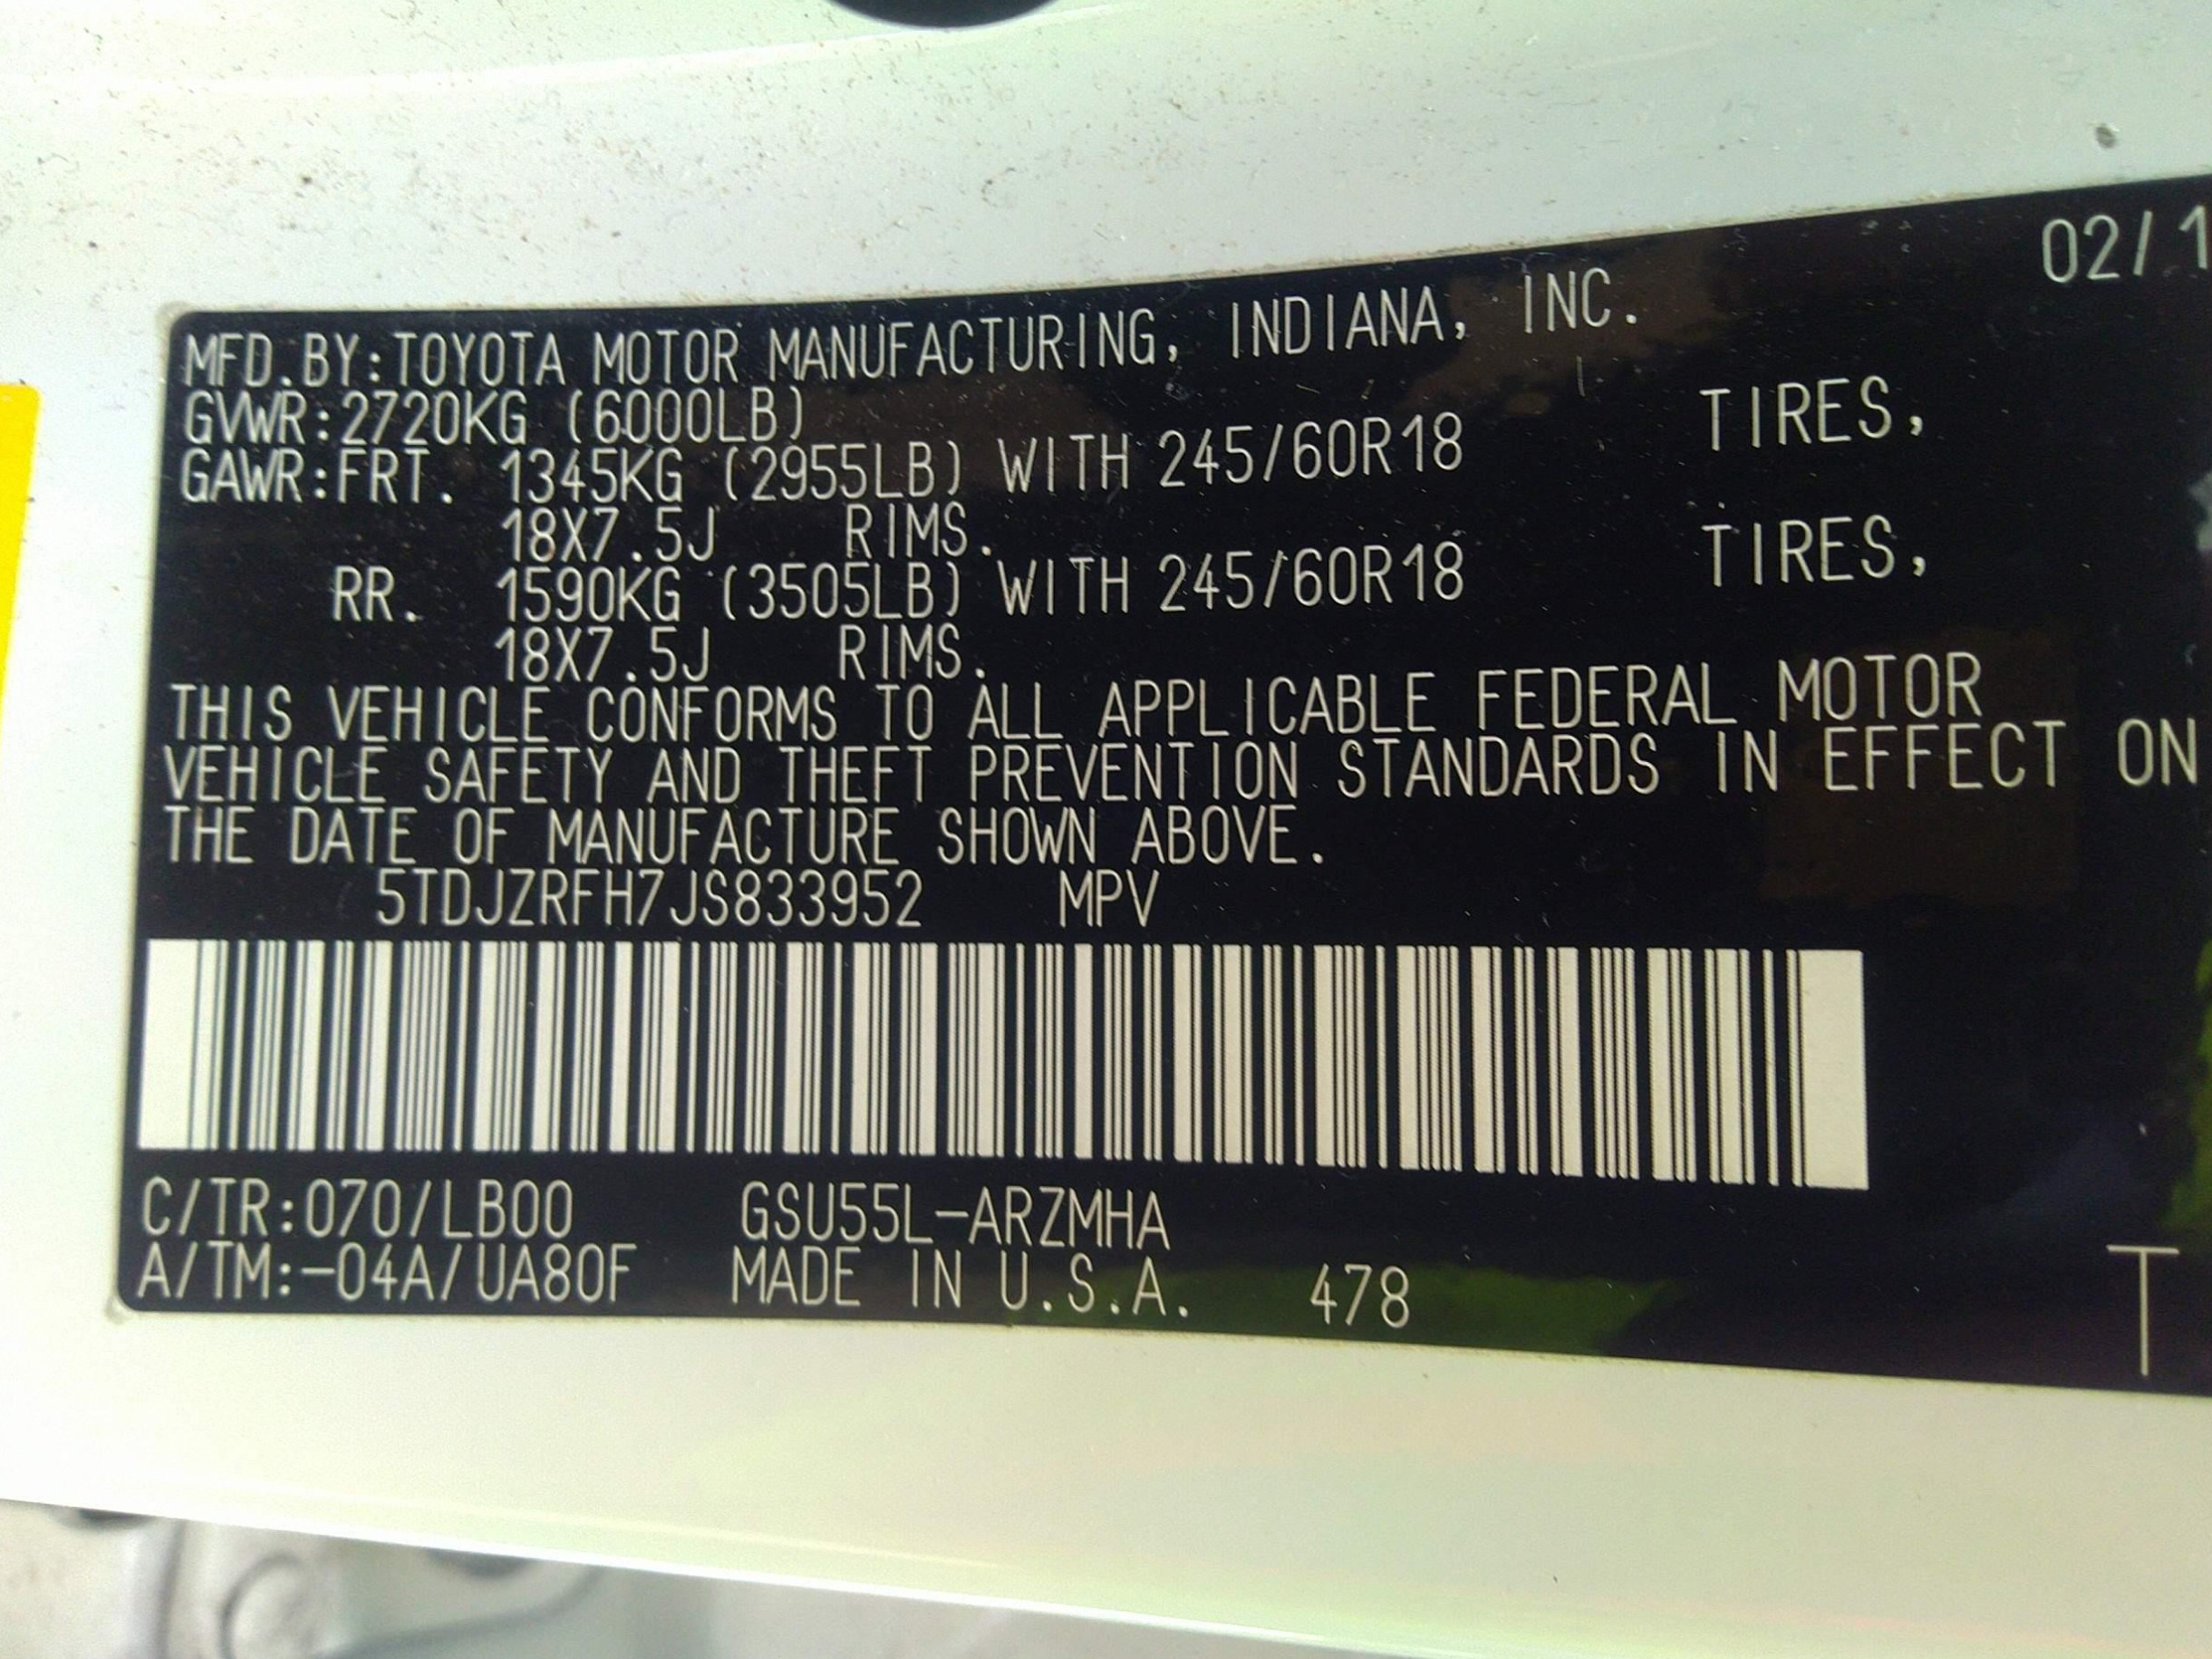 02/1
MFD.BY:TOYOTA MOTOR MANUFACTURING, INDIANA, INC.
GVWR:2720KG (6000LB)
GAWR:FRT. 1345KG (2955LB) WITH 245/60R18 TIRES,
18X7.5J RIMS.
RR. 1590KG (3505LB) WITH 245/60R18 TIRES,
18X7.5J RIMS.
THIS VEHICLE CONFORMS TO ALL APPLICABLE FEDERAL MOTOR
VEHICLE SAFETY AND THEFT PREVENTION STANDARDS IN EFFECT ON
THE DATE OF MANUFACTURE SHOWN ABOVE.
5TDJZRFH7JS833952 MPV
C/TR:070/LB00 GSU55L-ARZMHA
A/TM:-04A/UA80F MADE IN U.S.A. 478
T